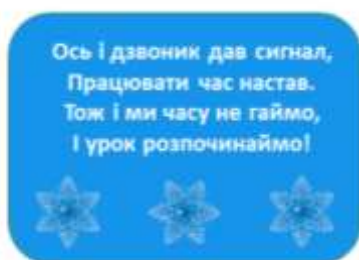 Ось і дзвоник дав сигнал,
Працювати час настав.
Тож і ми часу не гаймо,
І урок розпочинаймо!